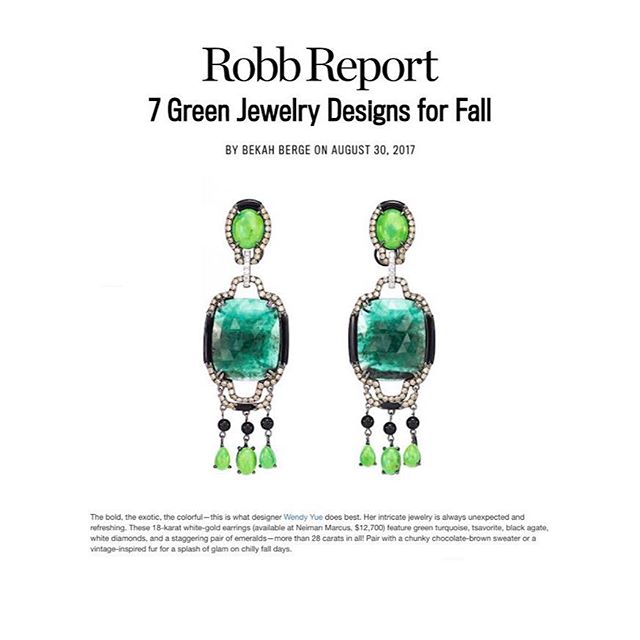 Robb Report
7 Green Jewelry Designs for Fall
BY BEKAH BERGE ON AUGUST 30, 2017
The bold, the exotic, the colorful—this is what designer Wendy Yue does best. Her intricate jewelry is always unexpected and
refreshing. These 18-karat white-gold earrings (available at Neiman Marcus, $12,700) feature green turquoise, tsavorite, black agate,
white diamonds, and a staggering pair of emeralds—more than 28 carats in all! Pair with a chunky chocolate-brown sweater or a
vintage-inspired fur for a splash of glam on chilly fall days.